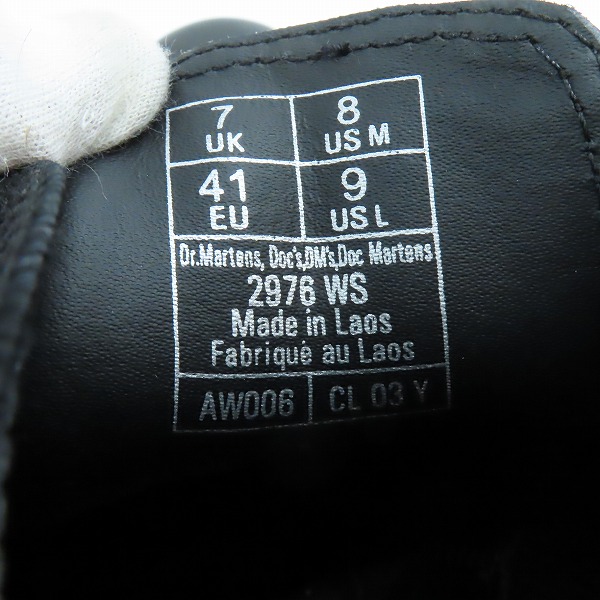 7 UK 8 US M
41 EU 9 US L
Dr.Martens, Doc's,DM's,Doc Martens
2976 WS
Made in Laos
Fabriqué au Laos
AW006 CL 03 Y